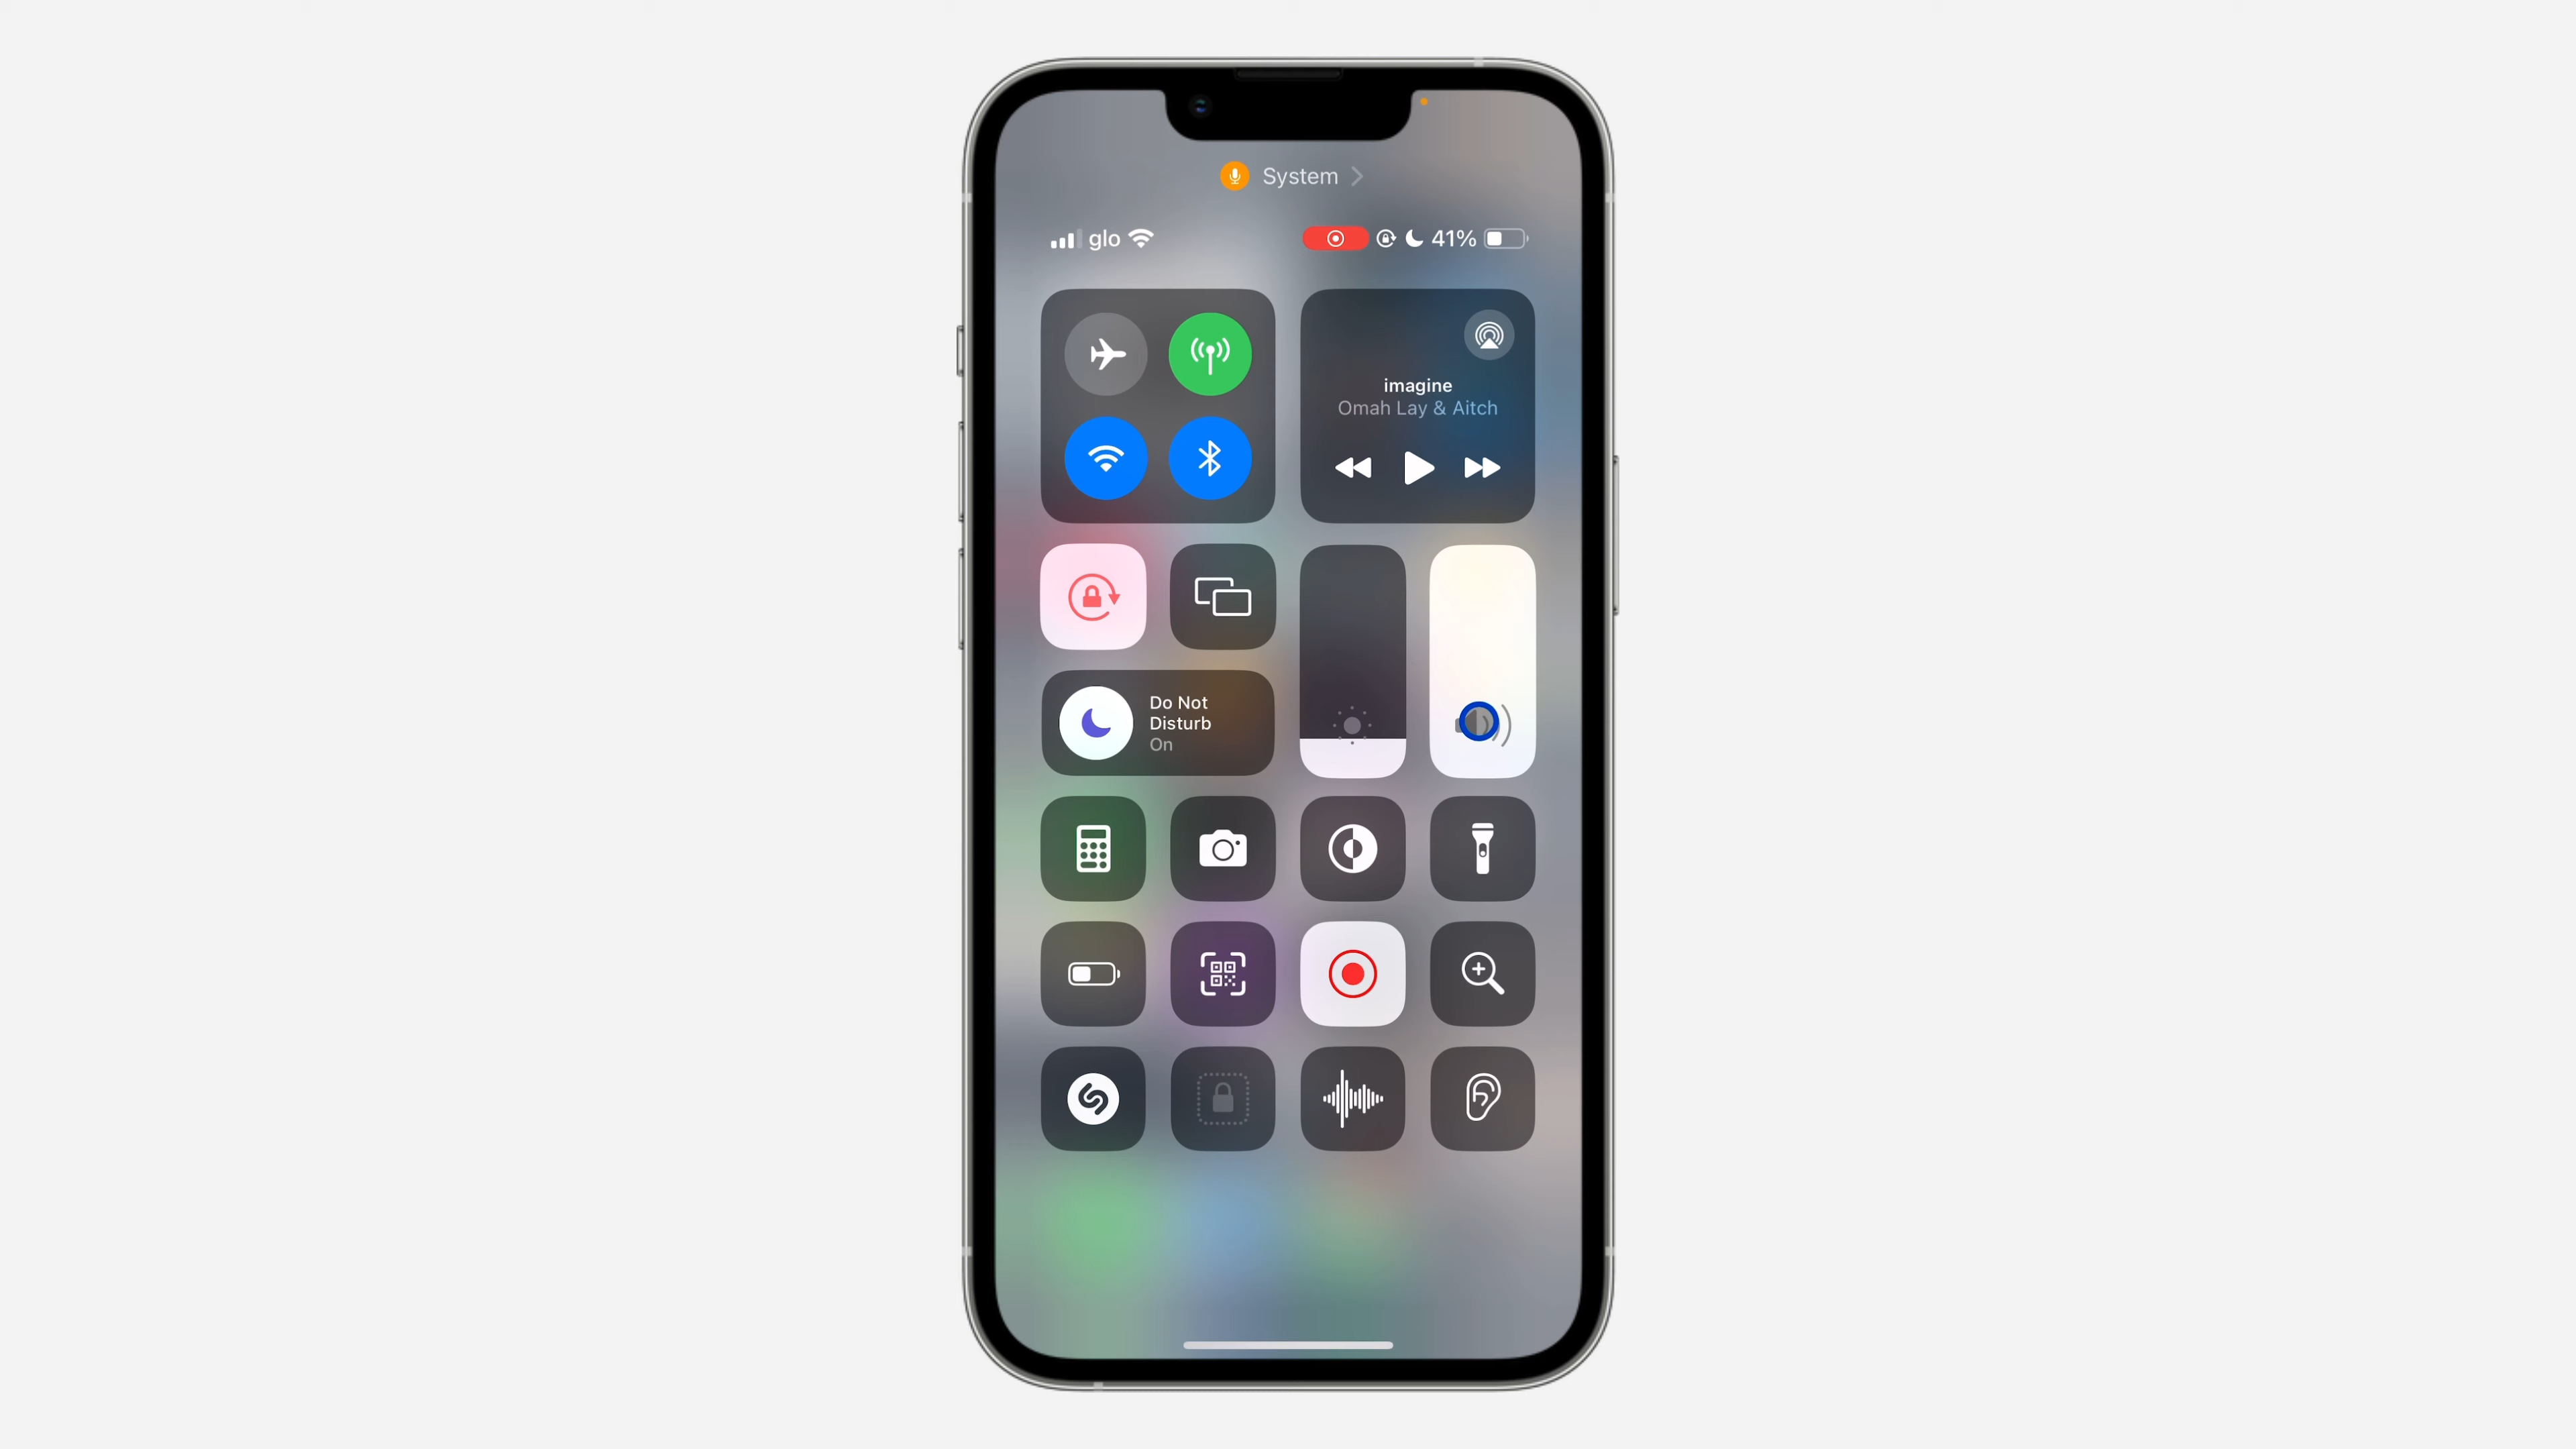 System
glo
41%
imagine
Omah Lay & Aitch
Do Not
Disturb
On